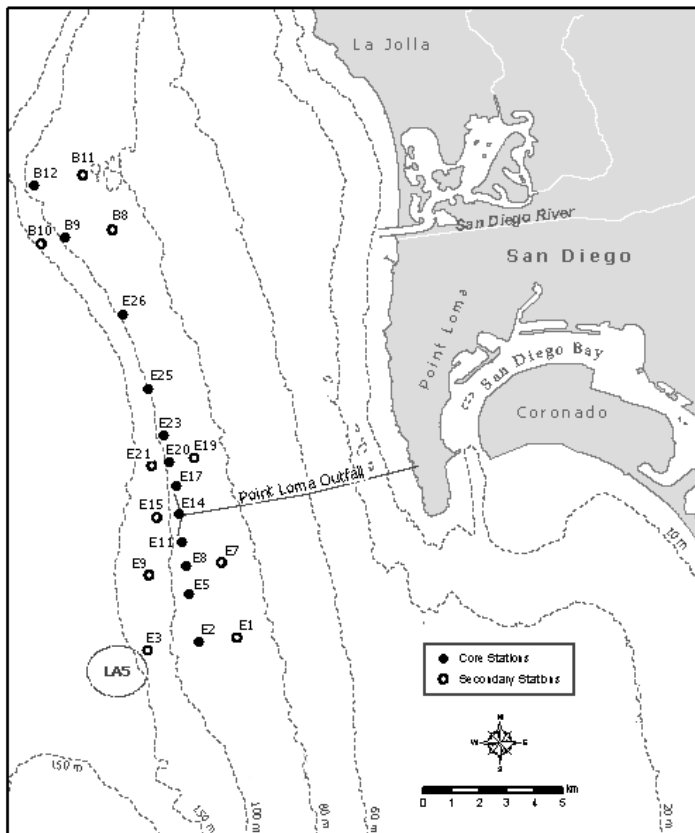 La Jolla
B11
B12
San Diego River
B8
B9
B10
San Diego
E26
Point Loma
San Diego Bay
E25
Coronado
E23
E19
E20
E21
E17
Point Loma Outfall
E15
E14
10 m
E11
E7
E9
E8
E5
E1
E2
E3
LA5
Core Stations
Secondary Stations
N
W
E
S
km
0 1 2 3 4 5
150 m
150 m
100 m
80 m
60 m
20 m